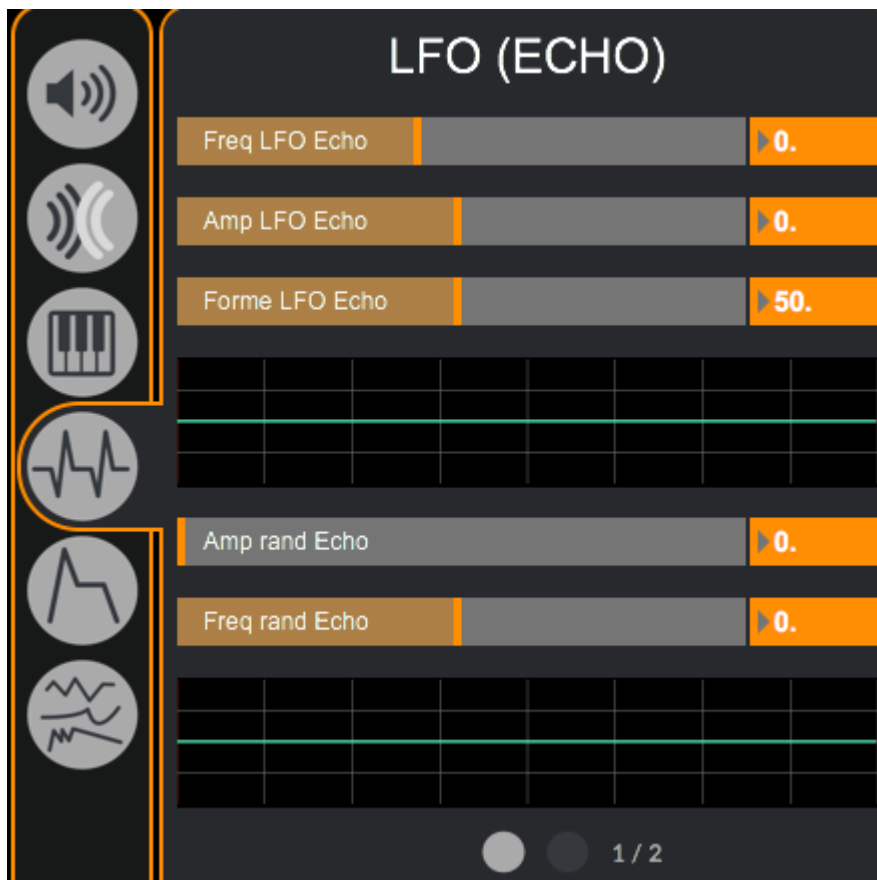 LFO (ECHO)
Freq LFO Echo 0.
Amp LFO Echo 0.
Forme LFO Echo 50.
Amp rand Echo 0.
Freq rand Echo 0.
1 / 2